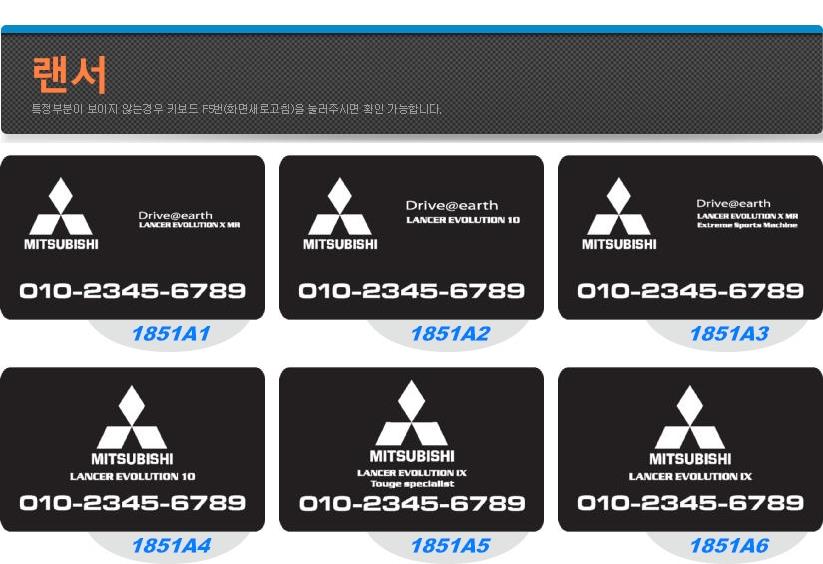 랜서
특정부분이 보이지 않는경우 키보드 F5번(화면새로고침)을 눌러주시면 확인 가능합니다.
MITSUBISHI
Drive@earth
LANCER EVOLUTION X MR
010-2345-6789
1851A1
MITSUBISHI
Drive@earth
LANCER EVOLUTION 10
010-2345-6789
1851A2
MITSUBISHI
Drive@earth
LANCER EVOLUTION X MR
Extreme Sports Machine
010-2345-6789
1851A3
MITSUBISHI
LANCER EVOLUTION 10
010-2345-6789
1851A4
MITSUBISHI
LANCER EVOLUTION IX
Touge specialist
010-2345-6789
1851A5
MITSUBISHI
LANCER EVOLUTION IX
010-2345-6789
1851A6